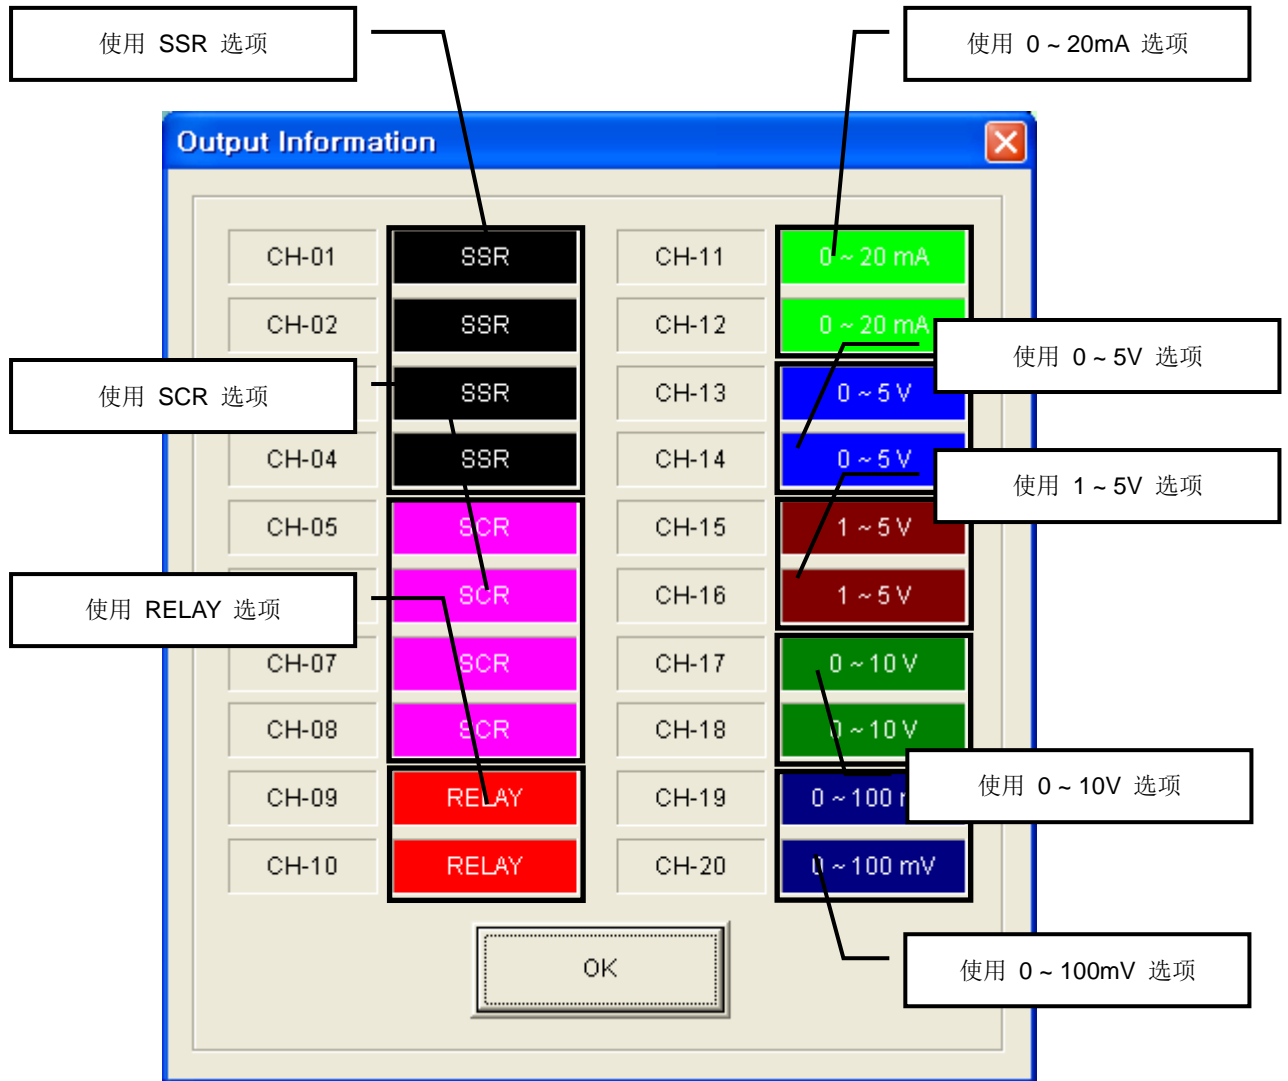 使用 SSR 选项
使用 0 ~ 20mA 选项
Output Information
CH-01 SSR CH-11 0 ~ 20 mA
CH-02 SSR CH-12 0 ~ 20 mA
使用 0 ~ 5V 选项
使用 SCR 选项
SSR CH-13 0 ~ 5 V
CH-04 SSR CH-14 0 ~ 5 V
使用 1 ~ 5V 选项
CH-05 SCR CH-15 1 ~ 5 V
SCR CH-16 1 ~ 5 V
使用 RELAY 选项
CH-07 SCR CH-17 0 ~ 10 V
CH-08 SCR CH-18 0 ~ 10 V
使用 0 ~ 10V 选项
CH-09 RELAY CH-19 0 ~ 100
CH-10 RELAY CH-20 0 ~ 100 mV
OK
使用 0 ~ 100mV 选项